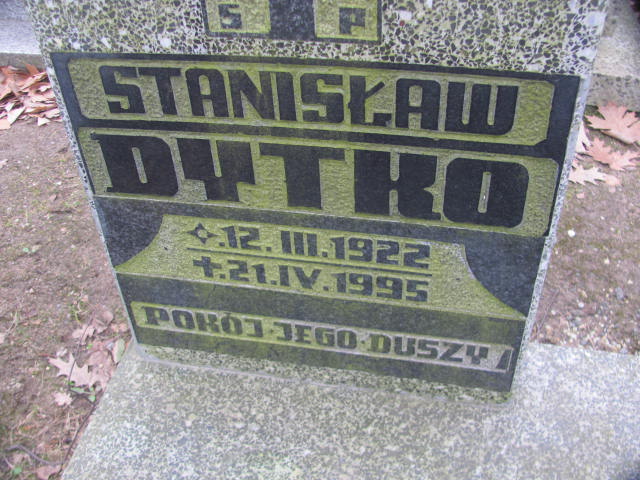 S P
STANISŁAW
DYTKO
12.III.1922
✝21.IV.1995
POKÓJ JEGO DUSZY